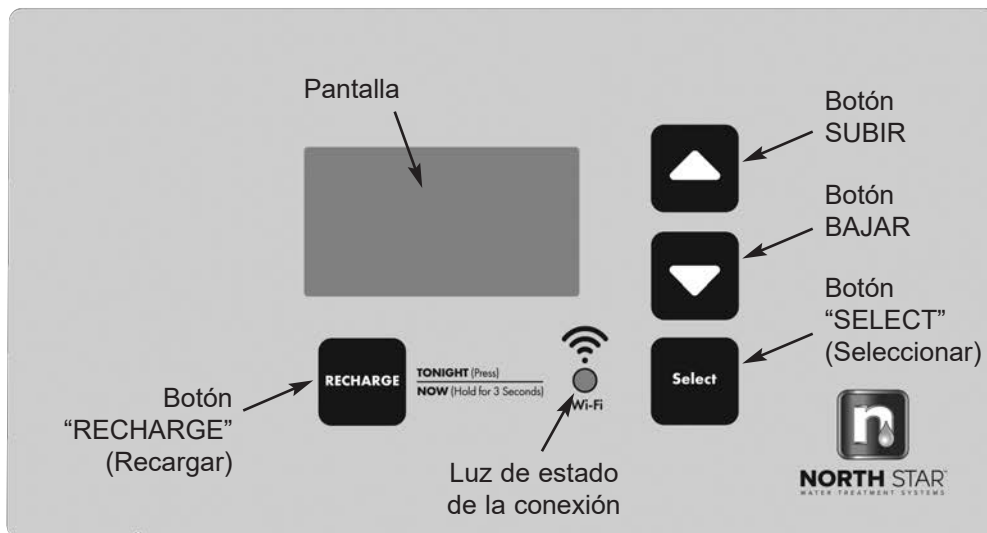 Pantalla
Botón
SUBIR
Botón
BAJAR
Botón
“SELECT”
(Seleccionar)
RECHARGE
TONIGHT (Press)
NOW (Hold for 3 Seconds)
Wi-Fi
Select
Botón
“RECHARGE”
(Recargar)
Luz de estado
de la conexión
n
NORTH STAR™
WATER TREATMENT SYSTEMS